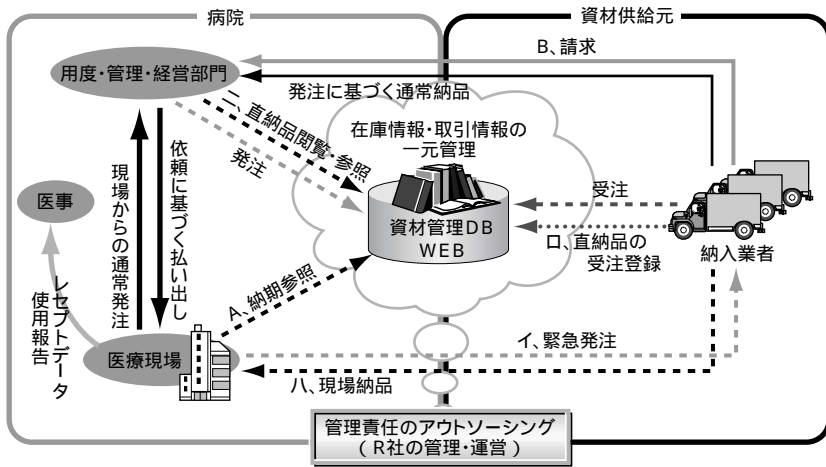 病院
資材供給元
B、請求
用度・管理・経営部門
発注に基づく通常納品
二、直納品閲覧・参照
発注
在庫情報・取引情報の
一元管理
現場からの通常発注
依頼に基づく払い出し
医事
資材管理DB
WEB
受注
ロ、直納品の
受注登録
納入業者
レセプトデータ
使用報告
A、納期参照
医療現場
イ、緊急発注
ハ、現場納品
管理責任のアウトソーシング
(R社の管理・運営)